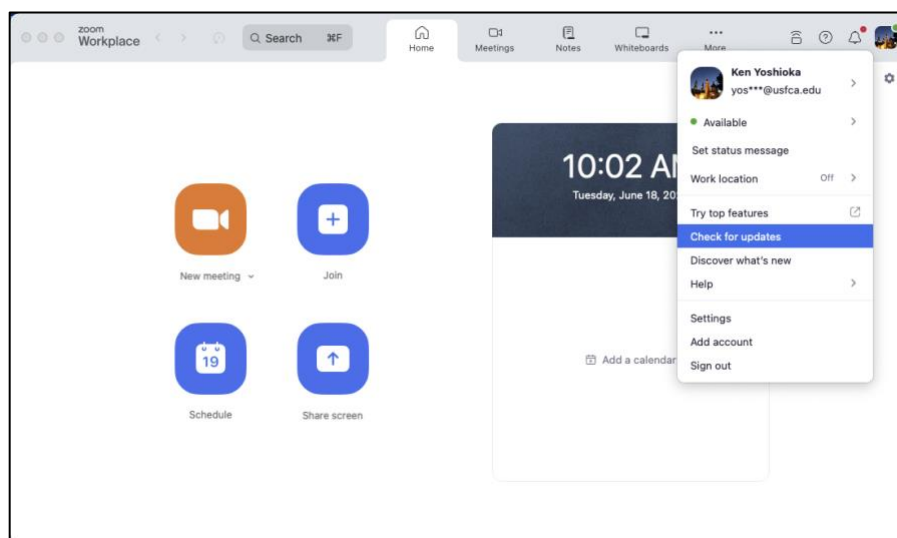 zoom
Workplace
Search ⌘F
Home
Meetings
Notes
Whiteboards
More
Ken Yoshioka
yos***@usfca.edu
Available
Set status message
Work location Off
Try top features
Check for updates
Discover what's new
Help
Settings
Add account
Sign out
10:02 A
Tuesday, June 18, 20
New meeting
Join
19
Schedule
Share screen
Add a calendar